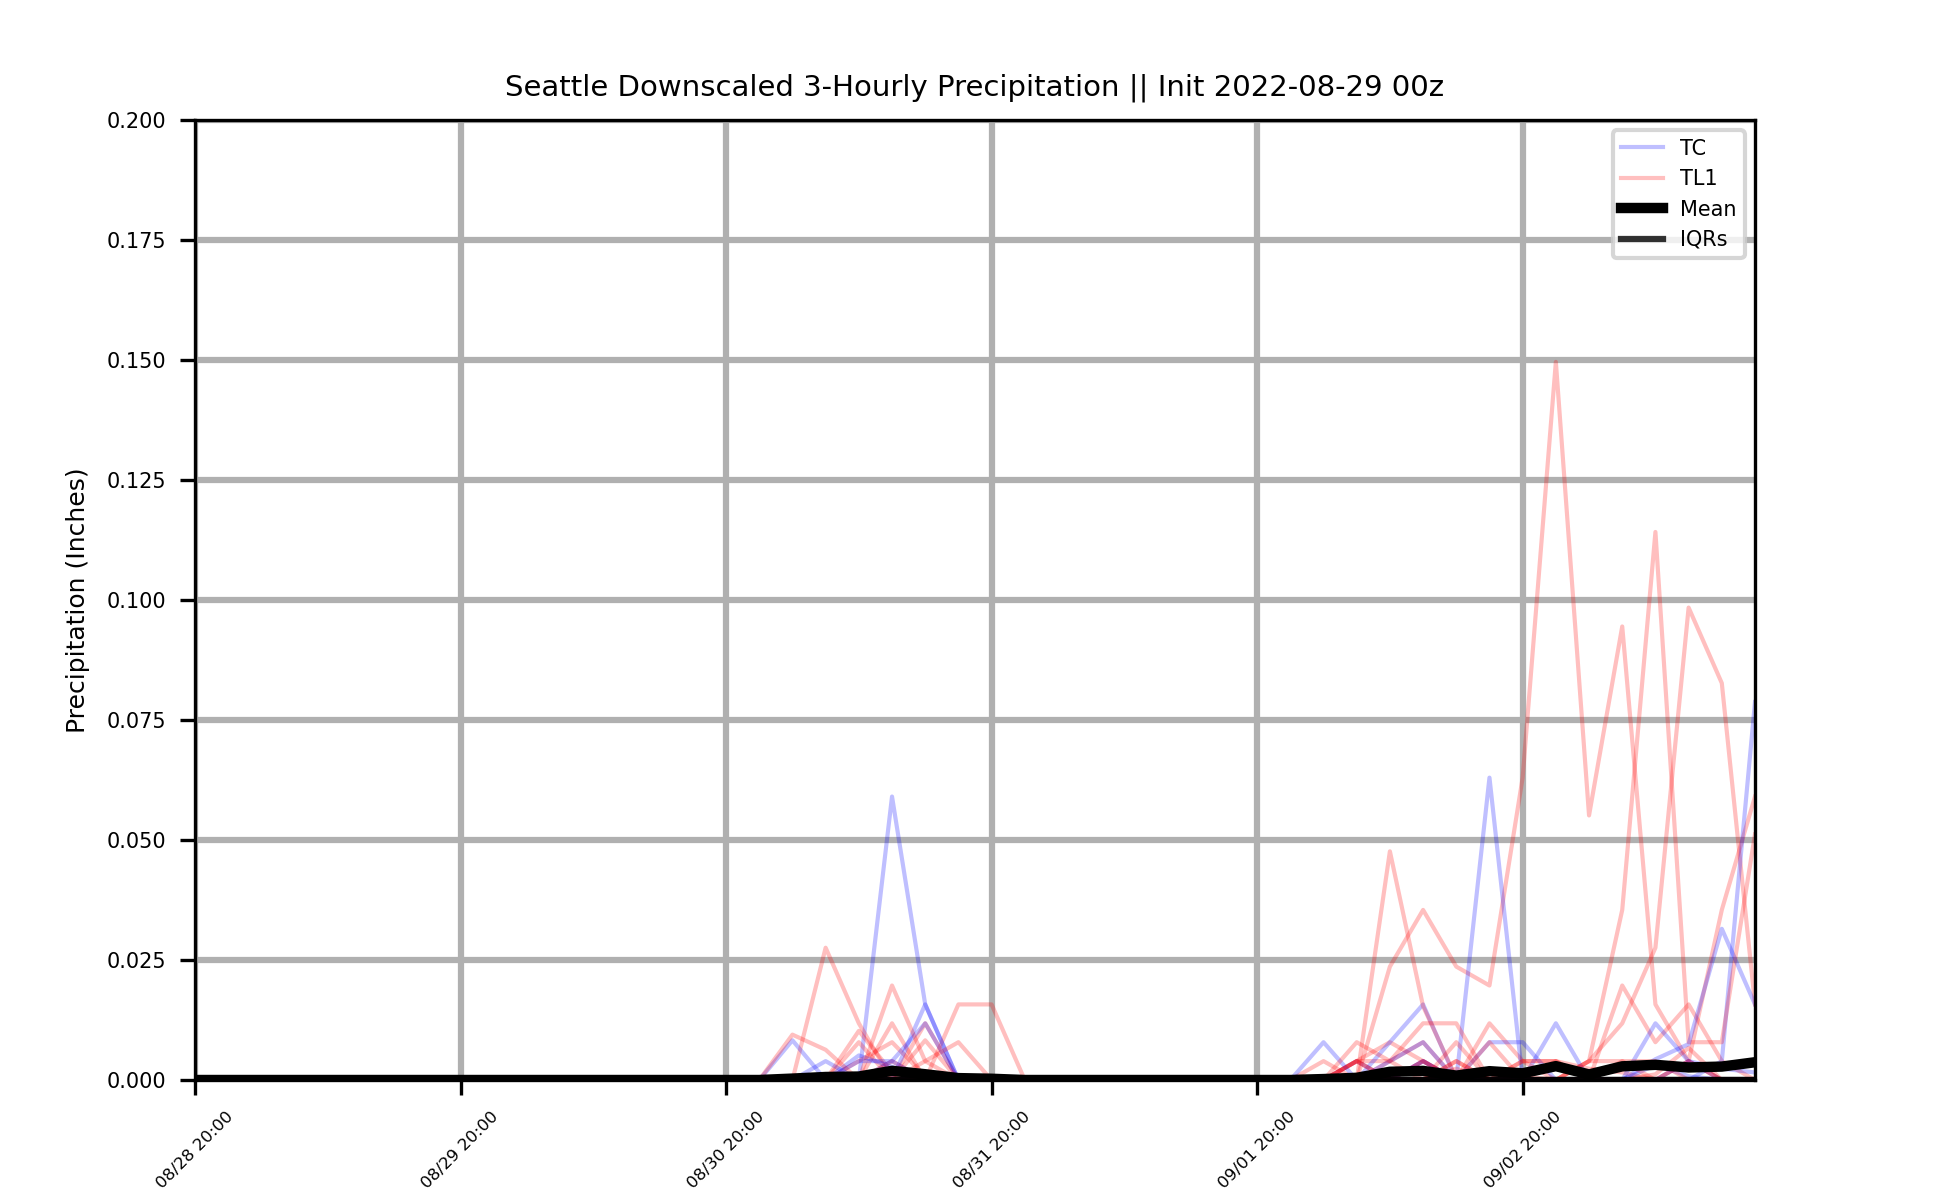 Seattle Downscaled 3-Hourly Precipitation || Init 2022-08-29 00z
TC
TL1
Mean
IQRs
Precipitation (Inches)
0.200
0.175
0.150
0.125
0.100
0.075
0.050
0.025
0.000
08/28 20:00
08/29 20:00
08/30 20:00
08/31 20:00
09/01 20:00
09/02 20:00